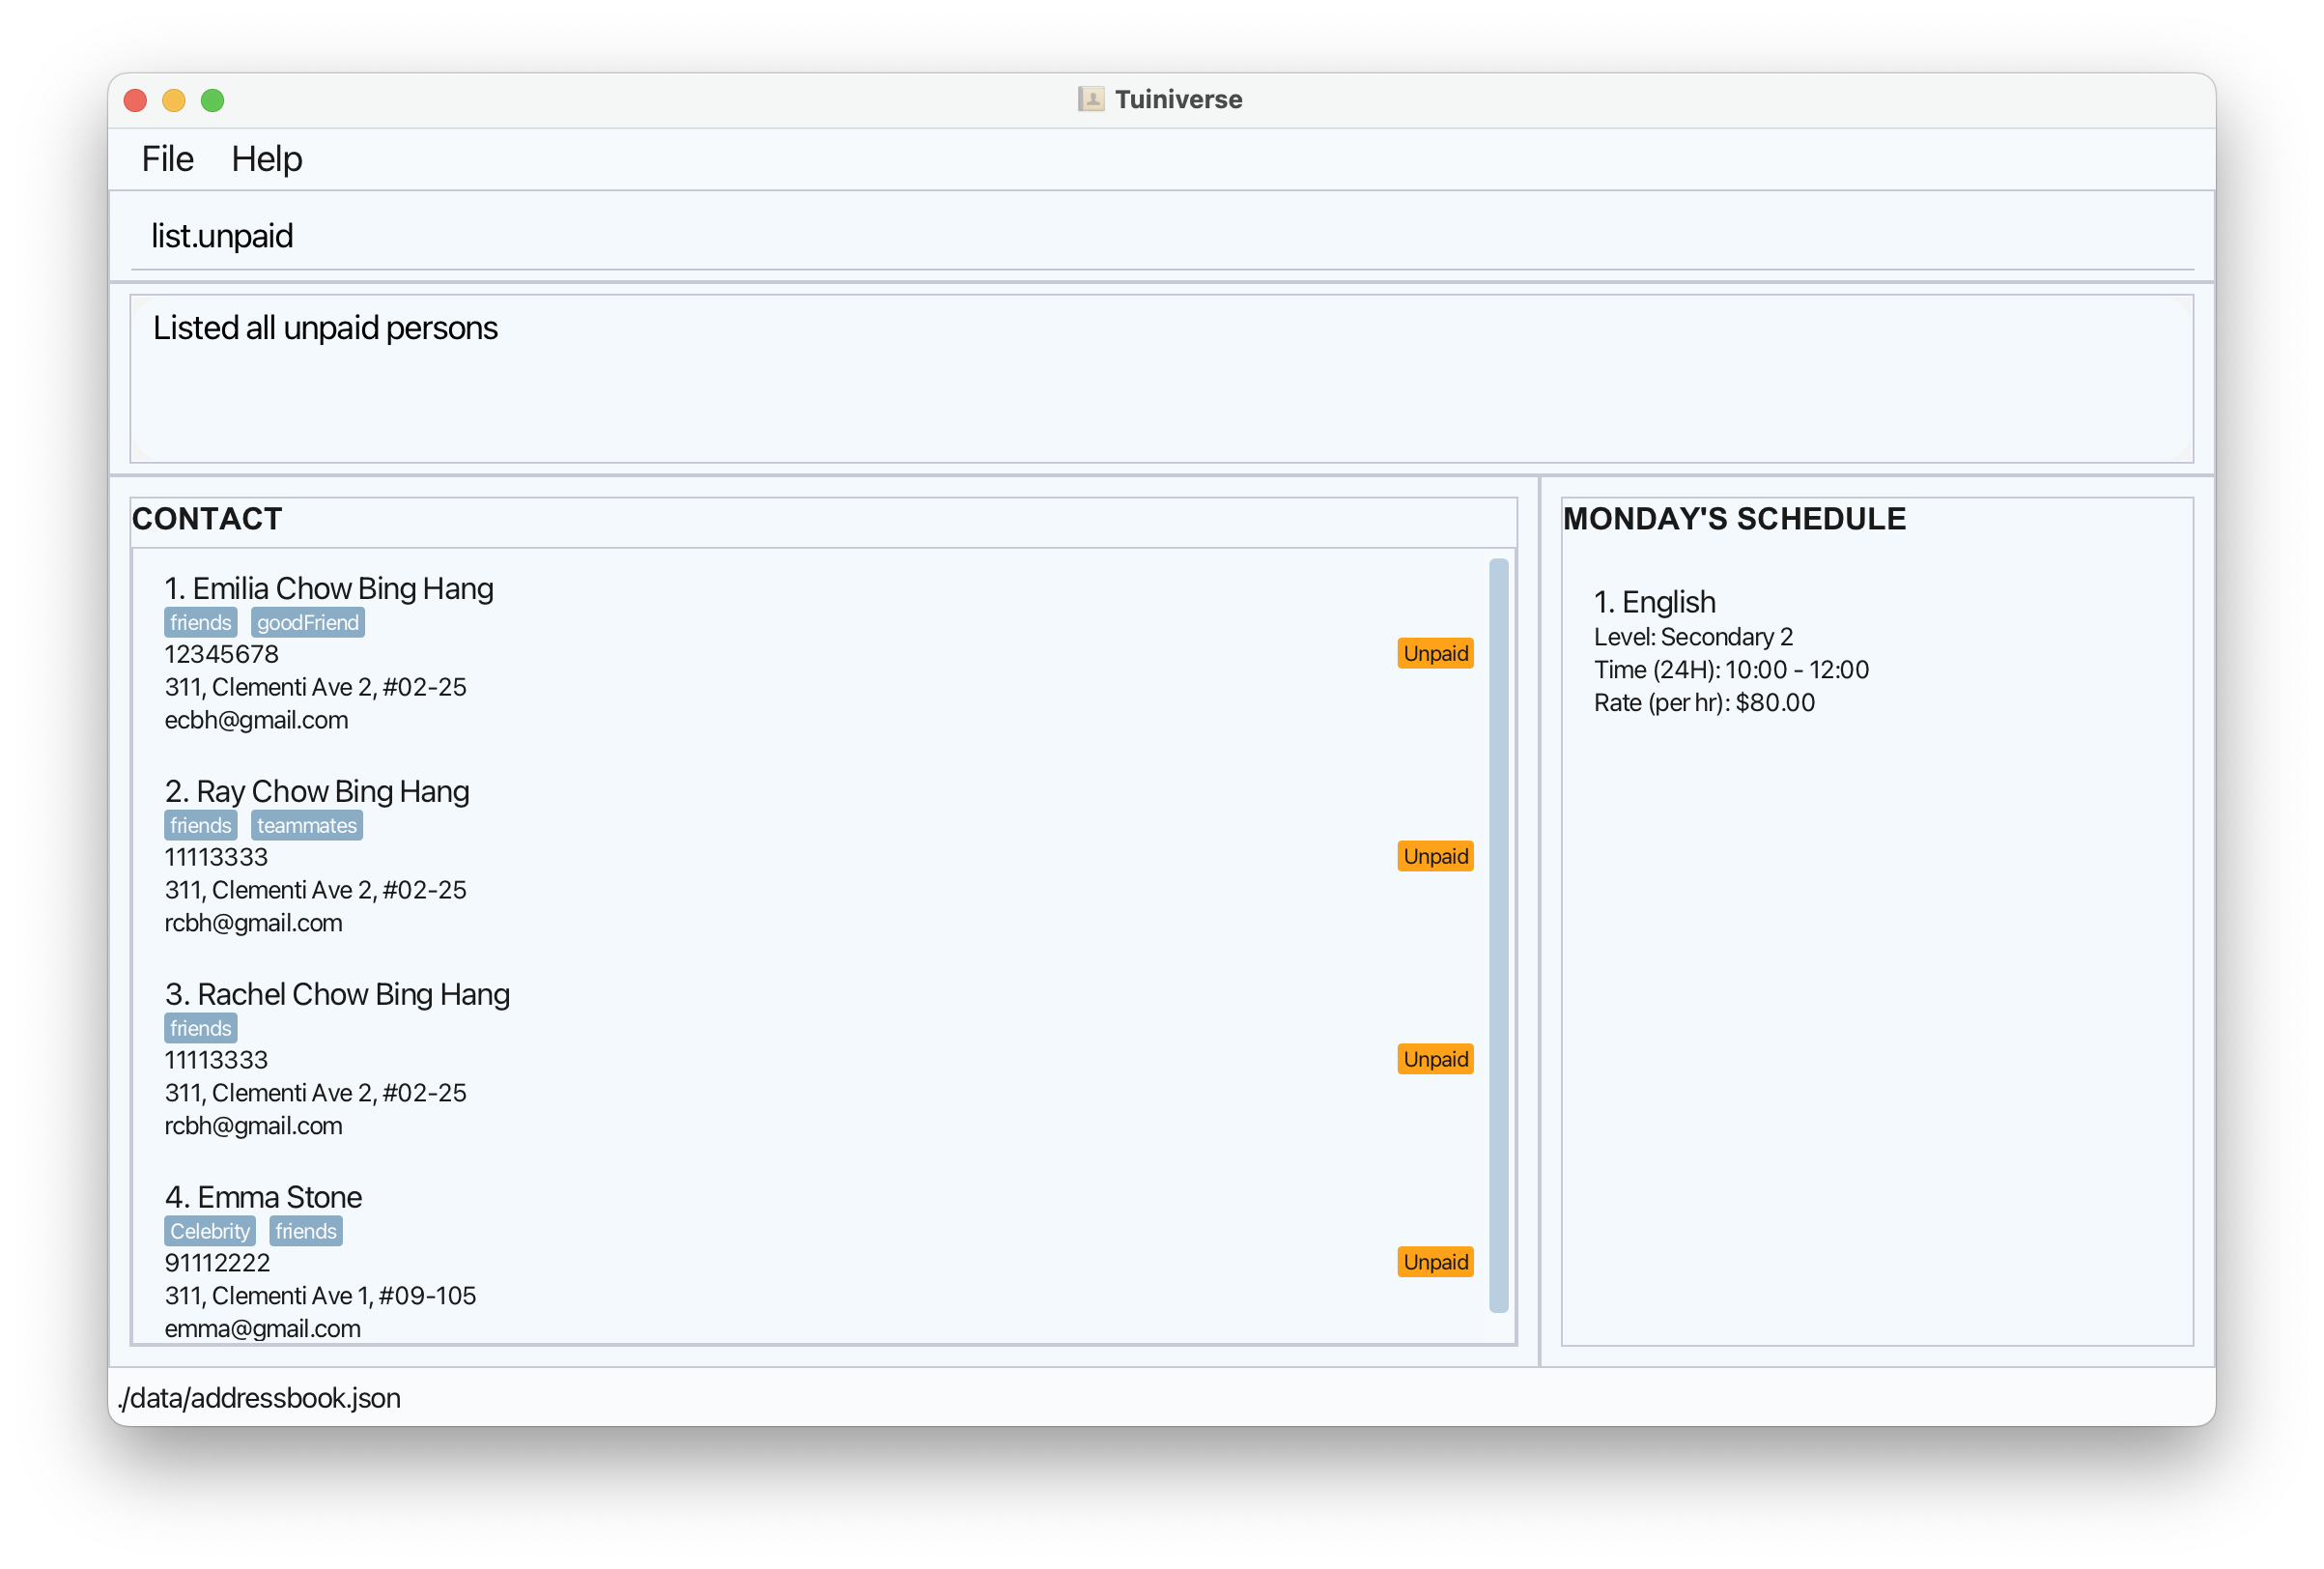 Tuiniverse
File Help
list.unpaid
Listed all unpaid persons
CONTACT
1. Emilia Chow Bing Hang
friends goodFriend
12345678
Unpaid
311, Clementi Ave 2, #02-25
ecbh@gmail.com
2. Ray Chow Bing Hang
friends teammates
11113333
Unpaid
311, Clementi Ave 2, #02-25
rcbh@gmail.com
3. Rachel Chow Bing Hang
friends
11113333
Unpaid
311, Clementi Ave 2, #02-25
rcbh@gmail.com
4. Emma Stone
Celebrity friends
91112222
Unpaid
311, Clementi Ave 1, #09-105
emma@gmail.com
MONDAY'S SCHEDULE
1. English
Level: Secondary 2
Time (24H): 10:00 - 12:00
Rate (per hr): $80.00
./data/addressbook.json